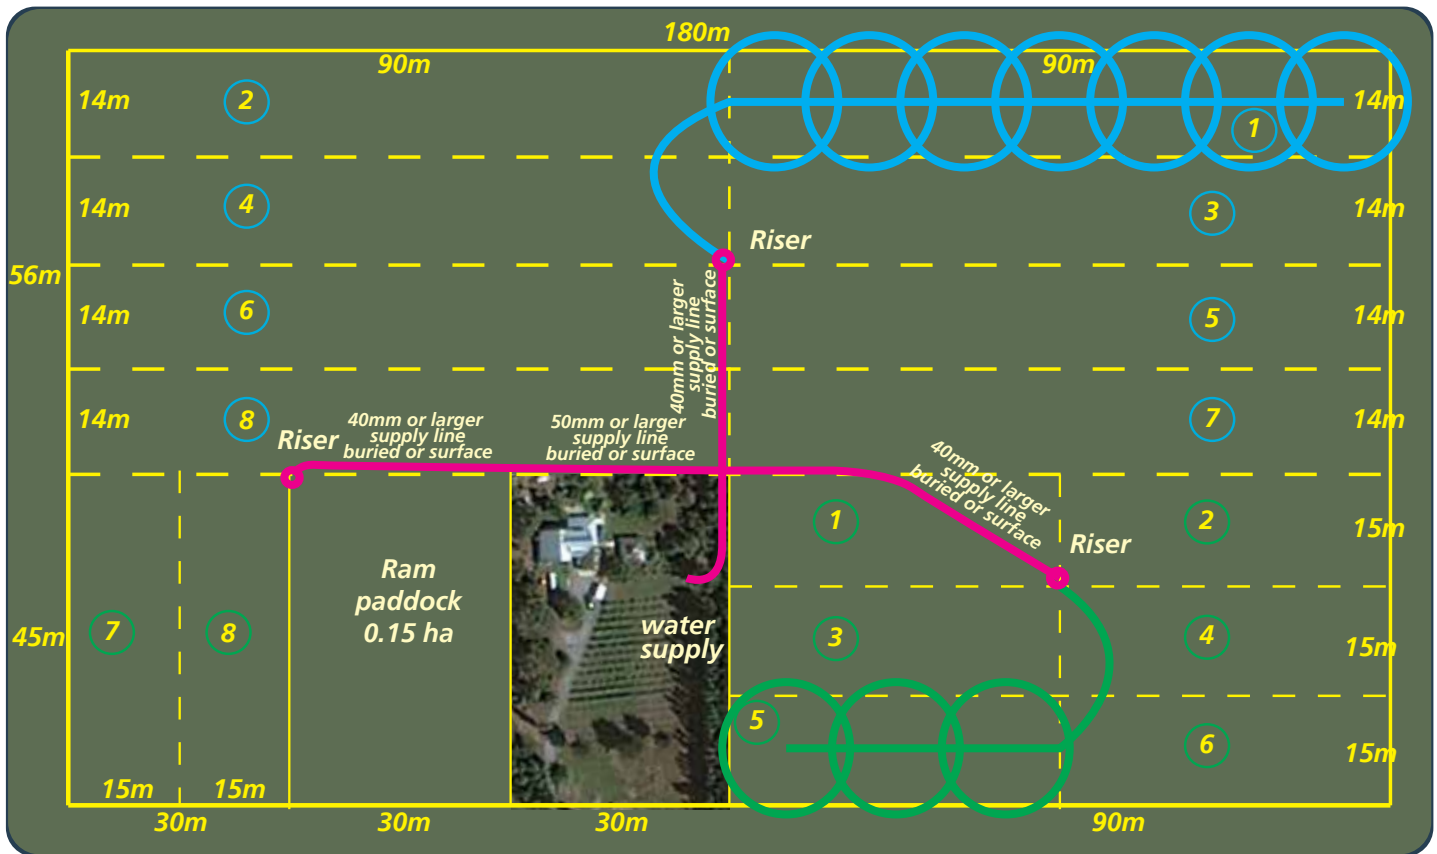 180m
90m
90m
14m
2
1
14m
14m
4
3
14m
Riser
56m
14m
6
5
14m
40mm or larger
supply line
buried or surface
14m
8
7
14m
Riser
40mm or larger
supply line
buried or surface
50mm or larger
supply line
buried or surface
40mm or larger
supply line
buried or surface
1
2
15m
Riser
Ram
paddock
0.15 ha
45m
7
8
water
supply
3
4
15m
5
6
15m
15m
15m
30m
30m
30m
90m